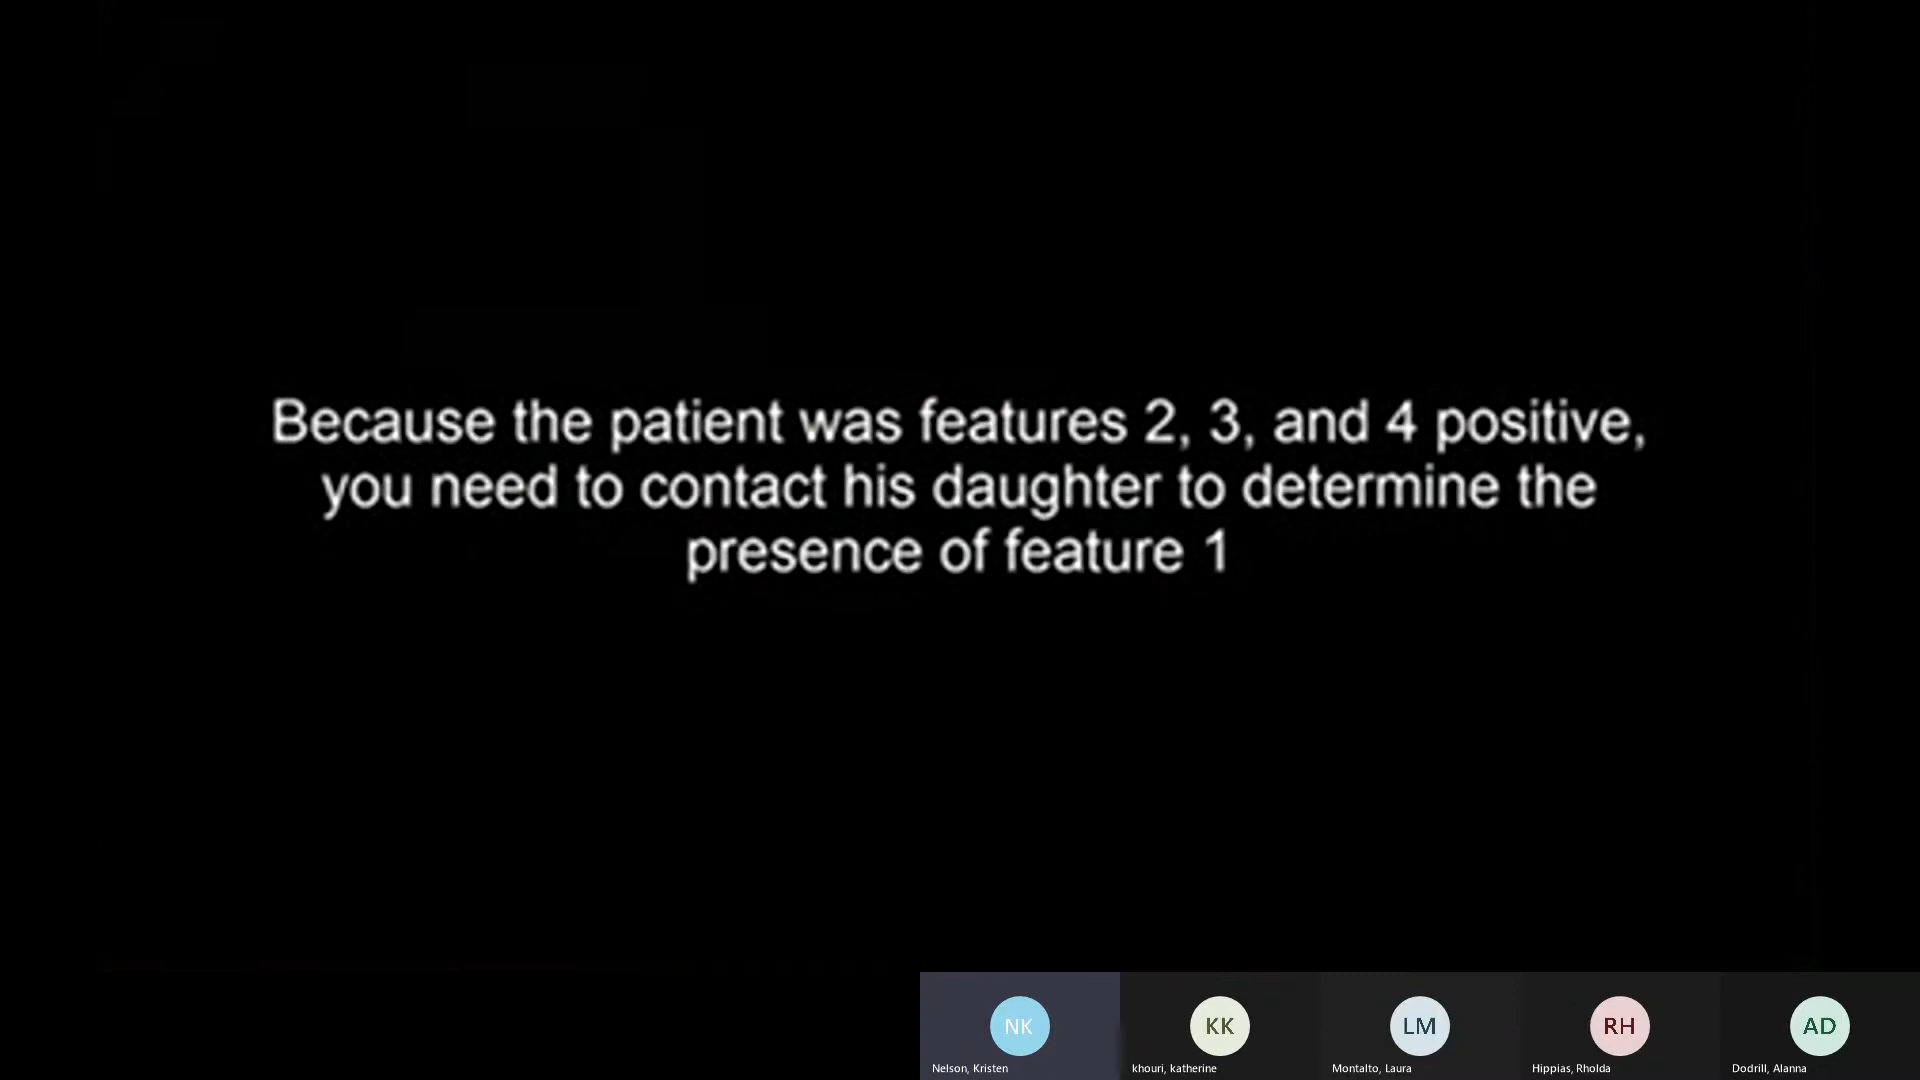 Because the patient was features 2, 3, and 4 positive,
you need to contact his daughter to determine the
presence of feature 1
NK
KK
LM
RH
AD
Nelson, Kristen
khouri, katherine
Montalto, Laura
Hippias, Rholda
Dodrill, Alanna